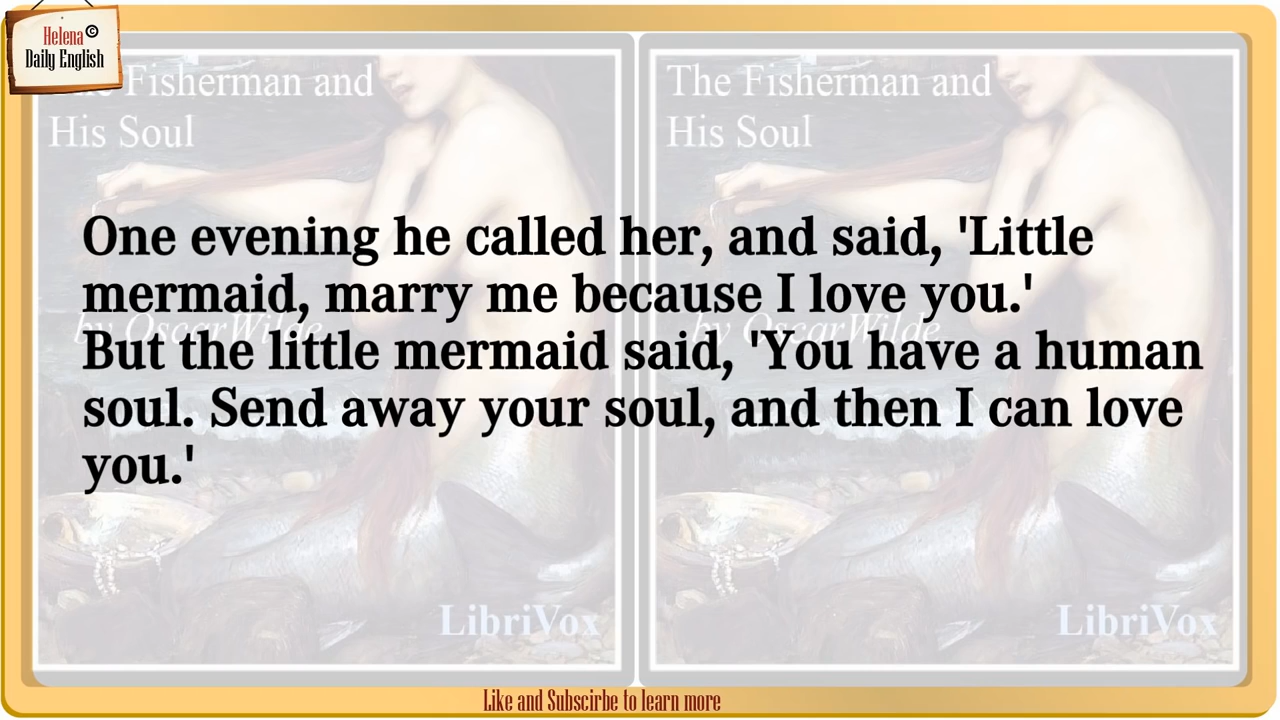 Helena©
Daily English
The Fisherman and
His Soul
The Fisherman and
His Soul
One evening he called her, and said, 'Little
mermaid, marry me because I love you.'
by Oscar Wilde
by Oscar Wilde
But the little mermaid said, 'You have a human
soul. Send away your soul, and then I can love
you.'
LibriVox
LibriVox
Like and Subscirbe to learn more